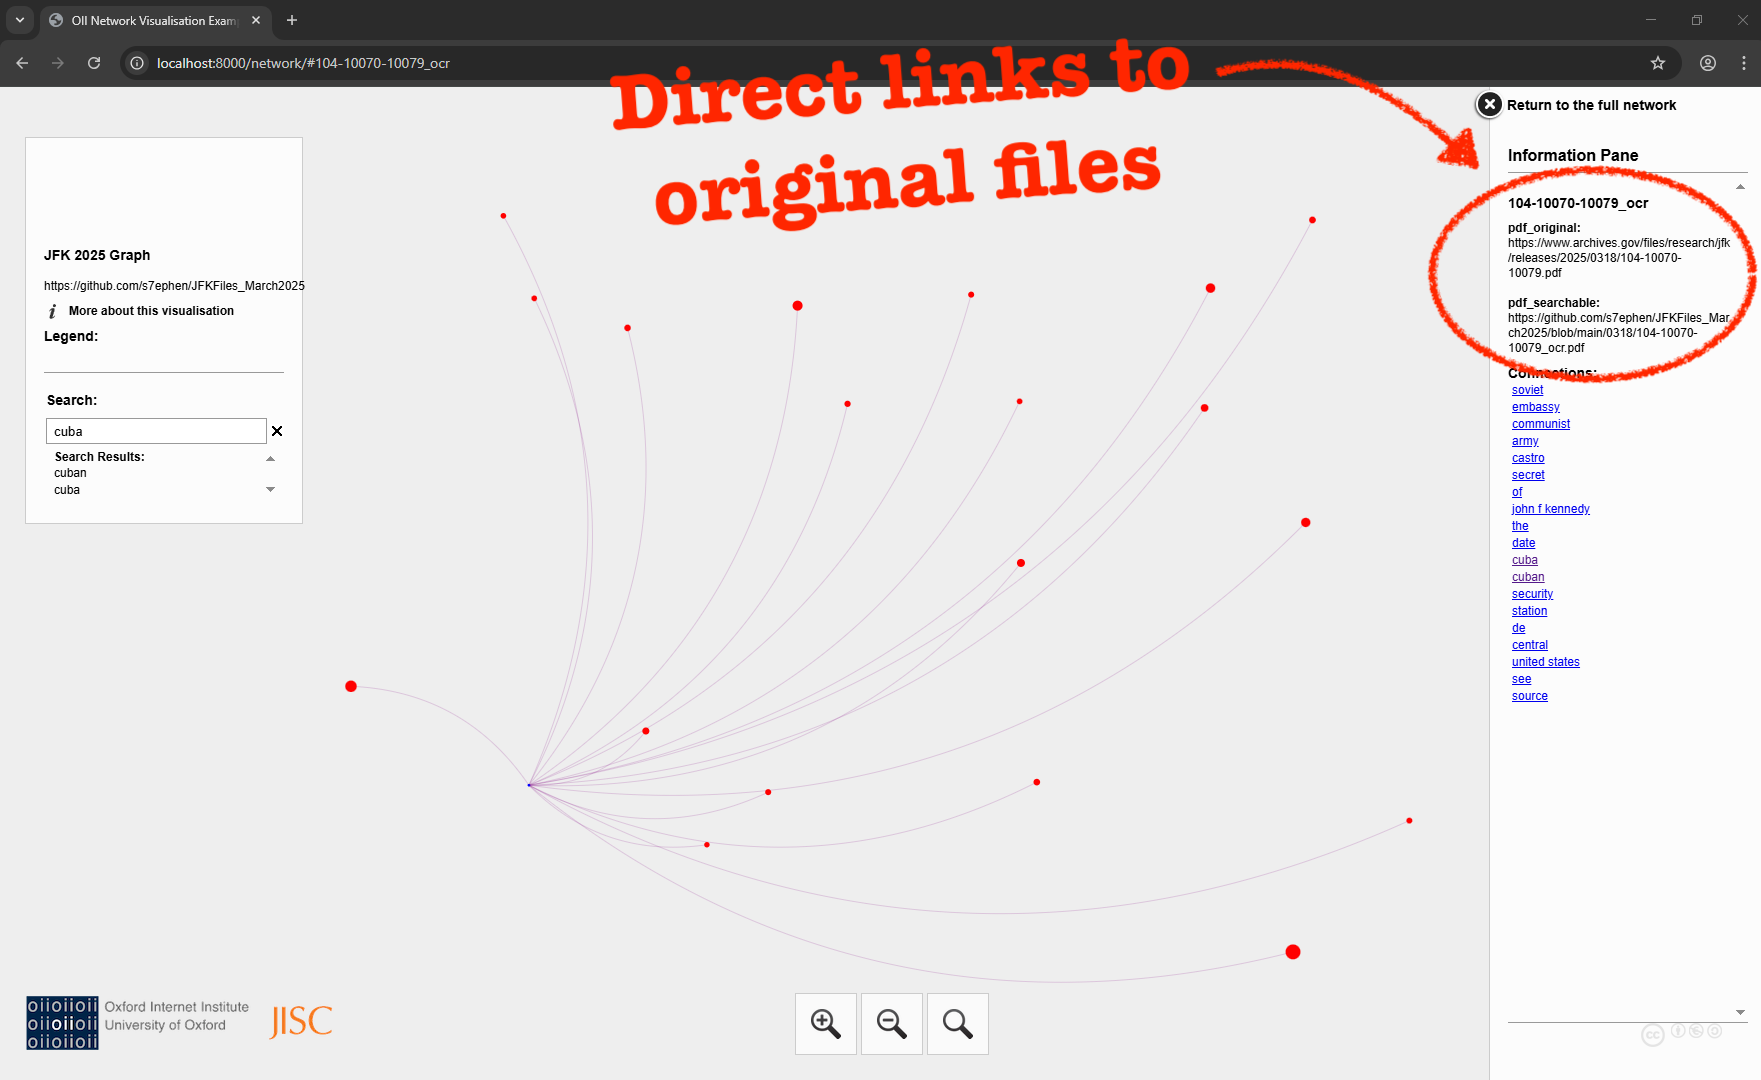 OII Network Visualisation Exam
localhost:8000/network/#104-10070-10079_ocr
Direct links to
original files
Return to the full network
JFK 2025 Graph
https://github.com/s7ephen/JFKFiles_March2025
i More about this visualisation
Legend:
Search:
cuba
Search Results:
cuban
cuba
Information Pane
104-10070-10079_ocr
pdf_original:
https://www.archives.gov/files/research/jfk
/releases/2025/0318/104-10070-
10079.pdf
pdf_searchable:
https://github.com/s7ephen/JFKFiles_Mar
ch2025/blob/main/0318/104-10070-
10079_ocr.pdf
Connections:
soviet
embassy
communist
army
castro
secret
of
john f kennedy
the
date
cuba
cuban
security
station
de
central
united states
see
source
oiioiioii
oiioiioii
oiioiioii
Oxford Internet Institute
University of Oxford
JISC
cc